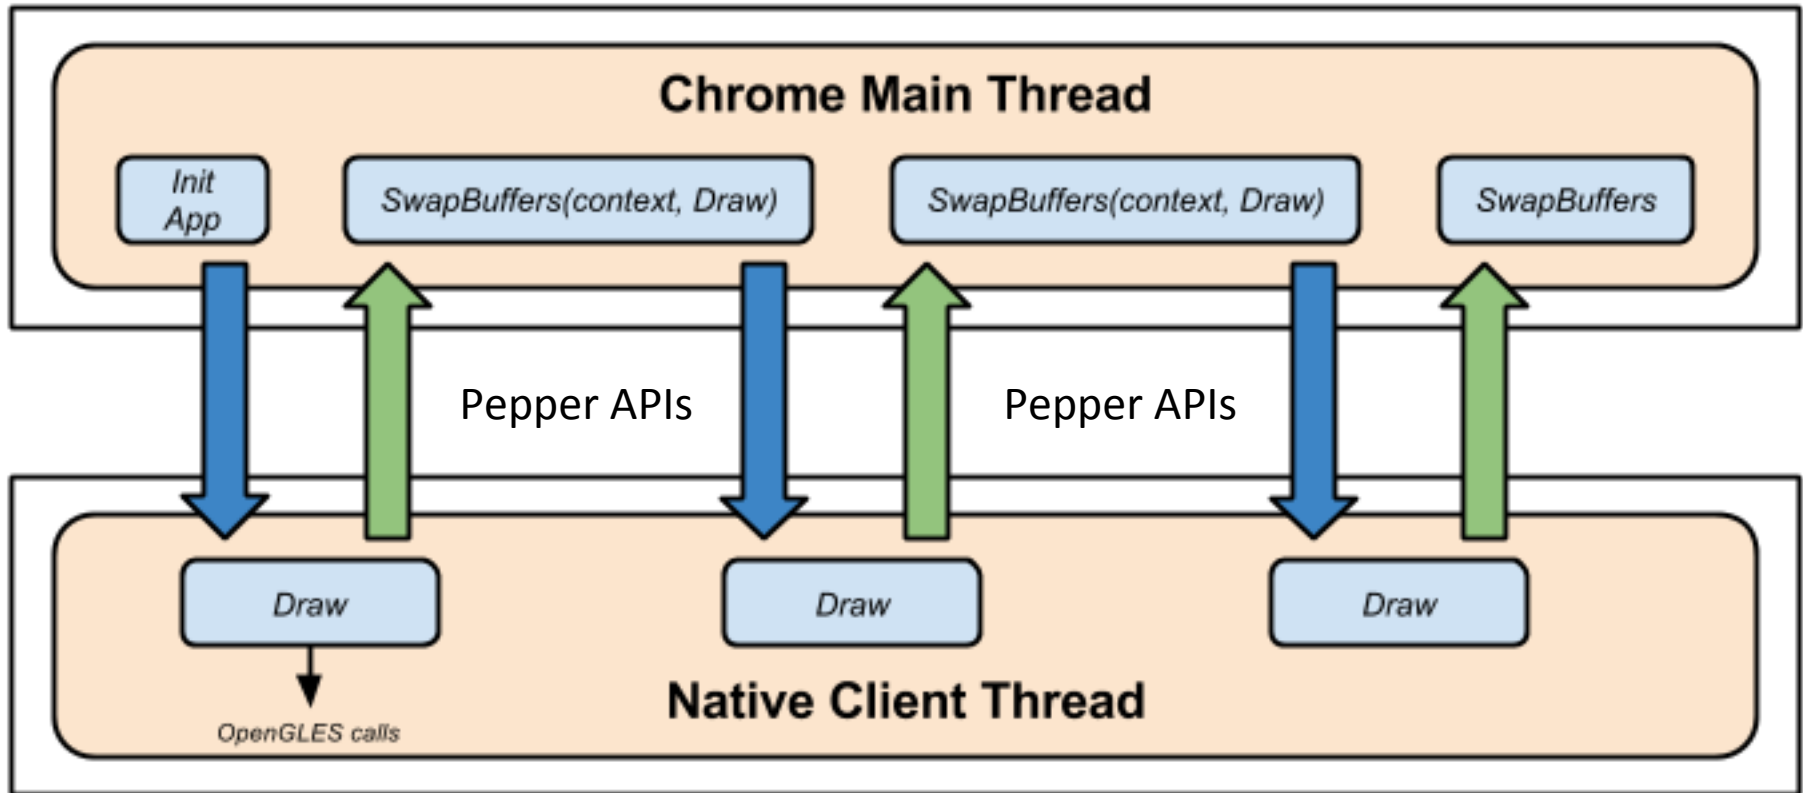 Chrome Main Thread
Init
App
SwapBuffers(context, Draw)
SwapBuffers(context, Draw)
SwapBuffers
Pepper APIs
Pepper APIs
Draw
Draw
Draw
Native Client Thread
OpenGLES calls